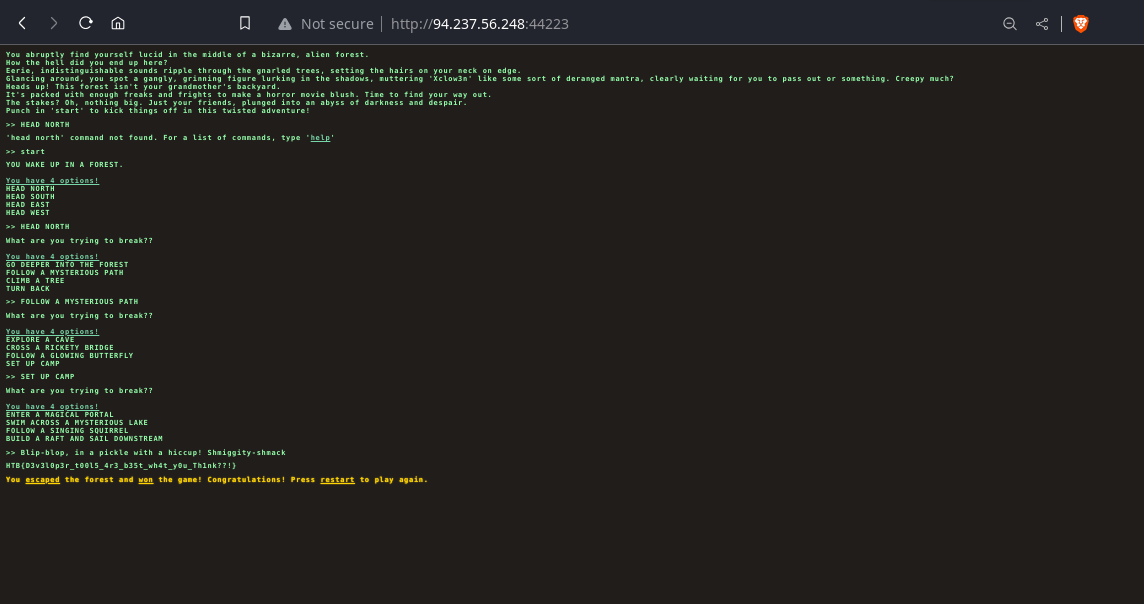 Not secure
http://94.237.56.248:44223
You abruptly find yourself lucid in the middle of a bizarre, alien forest.
How the hell did you end up here?
Eerie, indistinguishable sounds ripple through the gnarled trees, setting the hairs on your neck on edge.
Glancing around, you spot a gangly, grinning figure lurking in the shadows, muttering 'Xclow3n' like some sort of deranged mantra, clearly waiting for you to pass out or something. Creepy much?
Heads up! This forest isn't your grandmother's backyard.
It's packed with enough freaks and frights to make a horror movie blush. Time to find your way out.
The stakes? Oh, nothing big. Just your friends, plunged into an abyss of darkness and despair.
Punch in 'start' to kick things off in this twisted adventure!
>> HEAD NORTH
'head north' command not found. For a list of commands, type 'help'
>> start
YOU WAKE UP IN A FOREST.
You have 4 options!
HEAD NORTH
HEAD SOUTH
HEAD EAST
HEAD WEST
>> HEAD NORTH
What are you trying to break??
You have 4 options!
GO DEEPER INTO THE FOREST
FOLLOW A MYSTERIOUS PATH
CLIMB A TREE
TURN BACK
>> FOLLOW A MYSTERIOUS PATH
What are you trying to break??
You have 4 options!
EXPLORE A CAVE
CROSS A RICKETY BRIDGE
FOLLOW A GLOWING BUTTERFLY
SET UP CAMP
>> SET UP CAMP
What are you trying to break??
You have 4 options!
ENTER A MAGICAL PORTAL
SWIM ACROSS A MYSTERIOUS LAKE
FOLLOW A SINGING SQUIRREL
BUILD A RAFT AND SAIL DOWNSTREAM
>> Blip-blop, in a pickle with a hiccup! Shmiggity-shmack
HTB{D3v3l0p3r_t00l5_4r3_b35t_wh4t_y0u_Th1nk??!}
You escaped the forest and won the game! Congratulations! Press restart to play again.